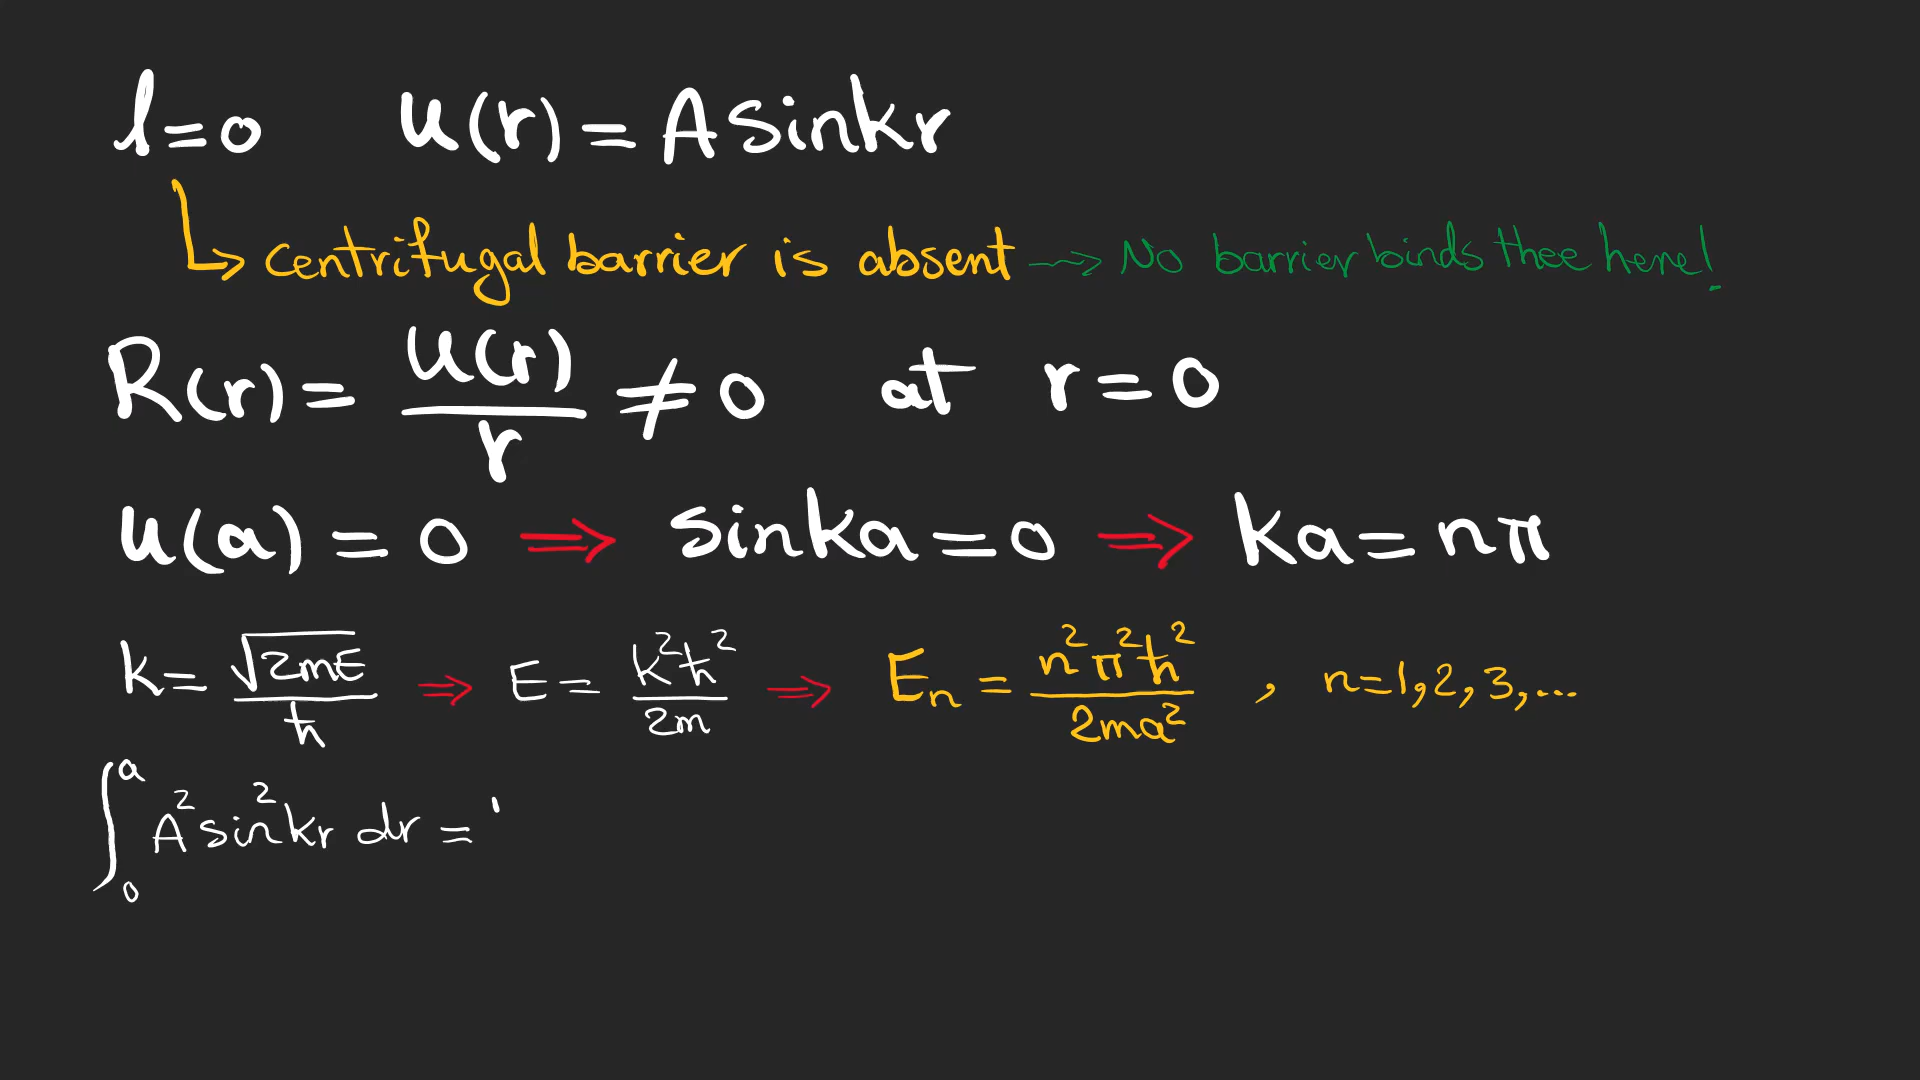 l=0 u(r)=Asinkr
↳ centrifugal barrier is absent → No barrier binds thee here!
R(r)= u(r)/r ≠0 at r=0
u(a)=0 ⇒ sinka=0 ⇒ ka=nπ
k= √2mE/ħ ⇒ E= k²ħ²/2m ⇒ Eₙ= n²π²ħ²/2ma² , n=1,2,3,...
∫₀ᵃ A²sin²kr dr =